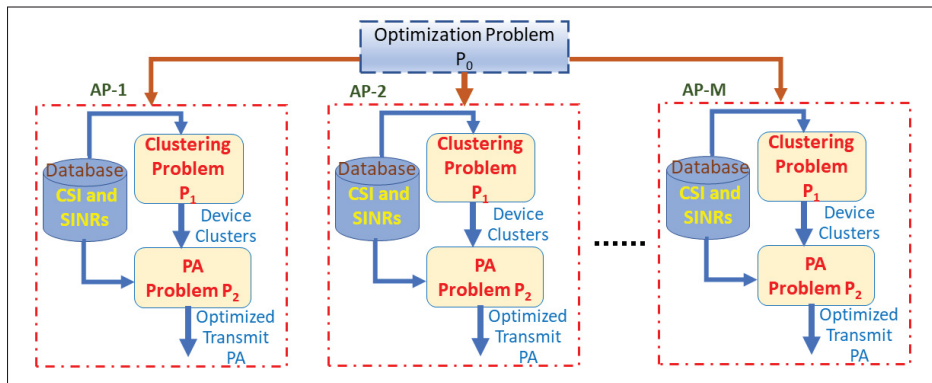 Optimization Problem
P0
AP-1
AP-2
AP-M
Database
CSI and
SINRs
Clustering
Problem
P1
Device
Clusters
PA
Problem P2
Optimized
Transmit
PA
Database
CSI and
SINRs
Clustering
Problem
P1
Device
Clusters
PA
Problem P2
Optimized
Transmit
PA
......
Database
CSI and
SINRs
Clustering
Problem
P1
Device
Clusters
PA
Problem P2
Optimized
Transmit
PA